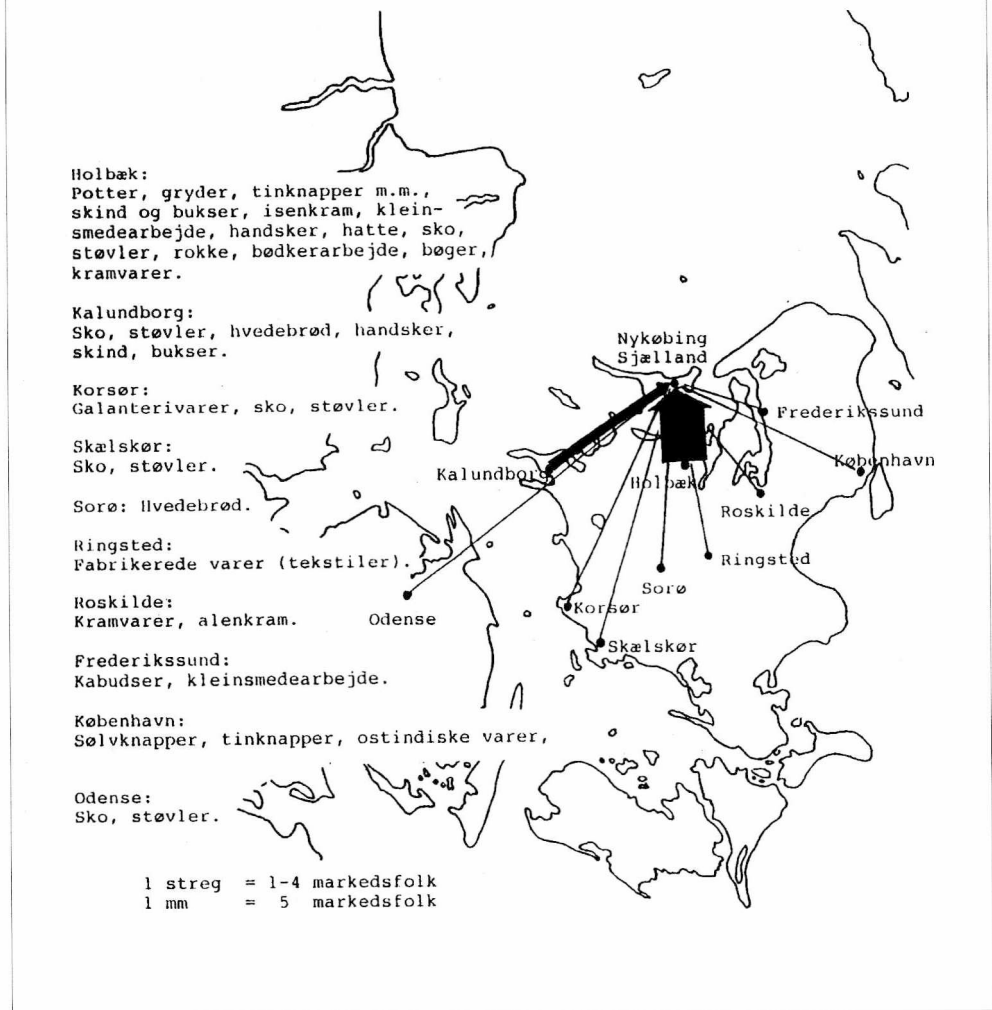 Holbæk:
Potter, gryder, tinknapper m.m.,
skind og bukser, isenkram, klein-
smedearbejde, handsker, hatte, sko,
støvler, rokke, bødkerarbejde, bøger,
kramvarer.
Kalundborg:
Sko, støvler, hvedebrød, handsker,
skind, bukser.
Korsør:
Galanterivarer, sko, støvler.
Skælskør:
Sko, støvler.
Sorø: Hvedebrød.
Ringsted:
Fabrikerede varer (tekstiler).
Roskilde:
Kramvarer, alenkram.
Frederikssund:
Kabudser, kleinsmedearbejde.
København:
Sølvknapper, tinknapper, ostindiske varer,
Odense:
Sko, støvler.
1 streg = 1-4 markedsfolk
1 mm = 5 markedsfolk
Nykøbing
Sjælland
Frederikssund
København
Kalundborg
Holbæk
Roskilde
Ringsted
Sorø
Korsør
Odense
Skælskør